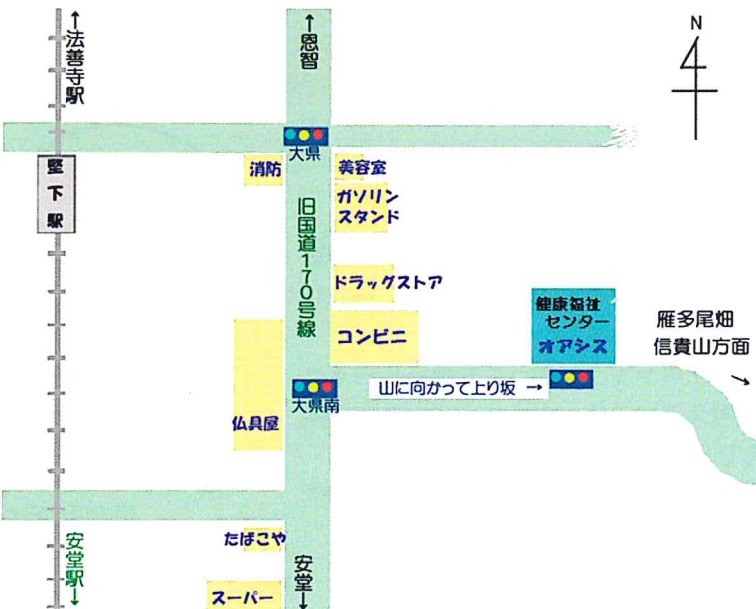 ↑法善寺駅
↑恩智
N
大県
消防
美容室
堅下駅
ガソリン
スタンド
旧国道170号線
ドラッグストア
コンビニ
健康福祉
センター
オアシス
雁多尾畑
信貴山方面
→
山に向かって上り坂 →
大県南
仏具屋
たばこや
安堂駅↓
安堂↓
スーパー